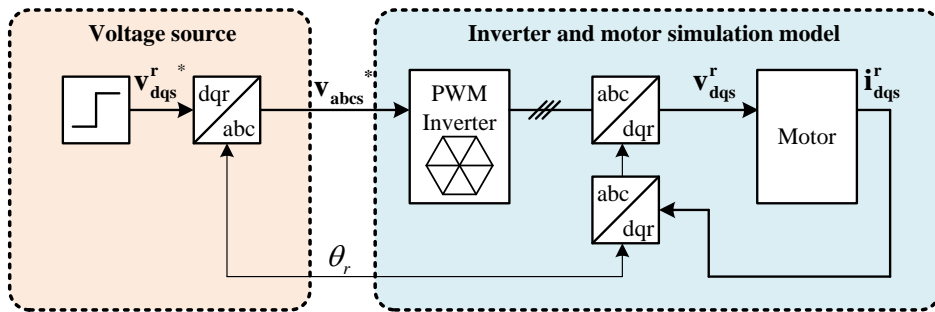 Voltage source
Inverter and motor simulation model
v^r_dqs*
dqr
abc
v_abcs*
PWM
Inverter
abc
dqr
v^r_dqs
Motor
i^r_dqs
abc
dqr
θ_r